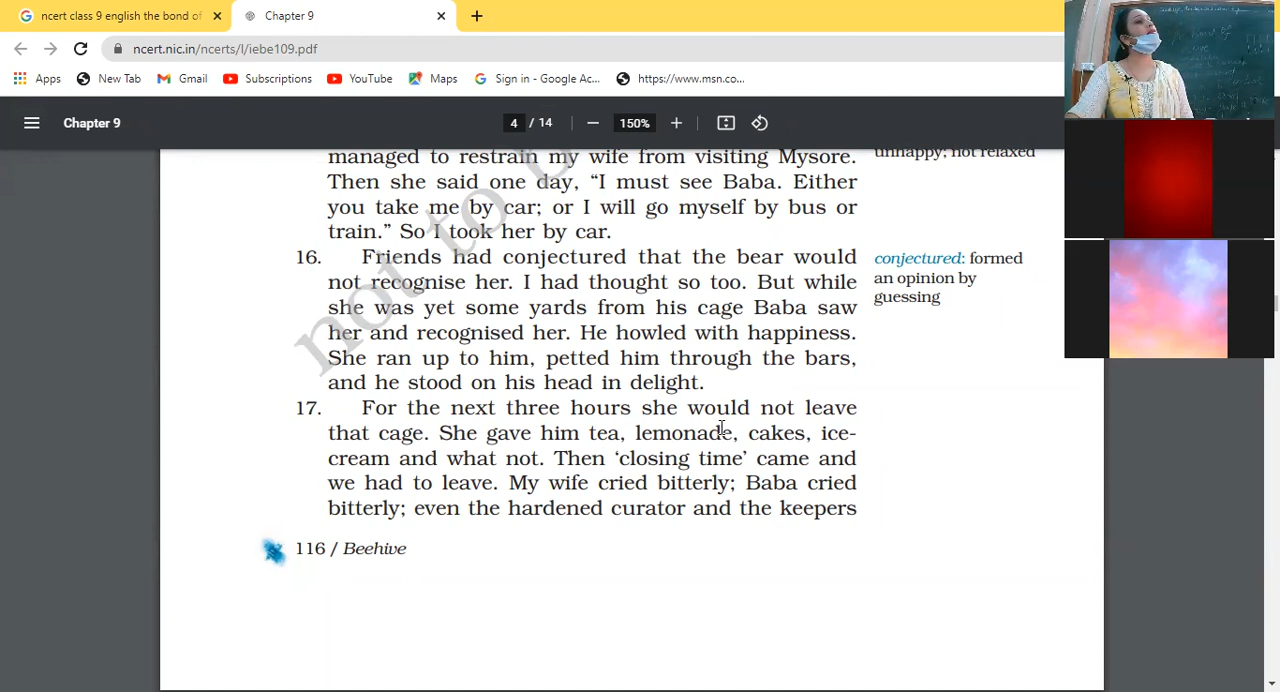 ncert class 9 english the bond of
Chapter 9
ncert.nic.in/ncerts/l/iebe109.pdf
Apps
New Tab
Gmail
Subscriptions
YouTube
Maps
Sign in - Google Ac...
https://www.msn.co...
Chapter 9
4 / 14
150%
managed to restrain my wife from visiting Mysore.
unhappy; not relaxed
Then she said one day, “I must see Baba. Either
you take me by car; or I will go myself by bus or
train.” So I took her by car.
16. Friends had conjectured that the bear would
not recognise her. I had thought so too. But while
she was yet some yards from his cage Baba saw
her and recognised her. He howled with happiness.
She ran up to him, petted him through the bars,
and he stood on his head in delight.
conjectured: formed
an opinion by
guessing
17. For the next three hours she would not leave
that cage. She gave him tea, lemonade, cakes, ice-
cream and what not. Then ‘closing time’ came and
we had to leave. My wife cried bitterly; Baba cried
bitterly; even the hardened curator and the keepers
116 / Beehive
not to b